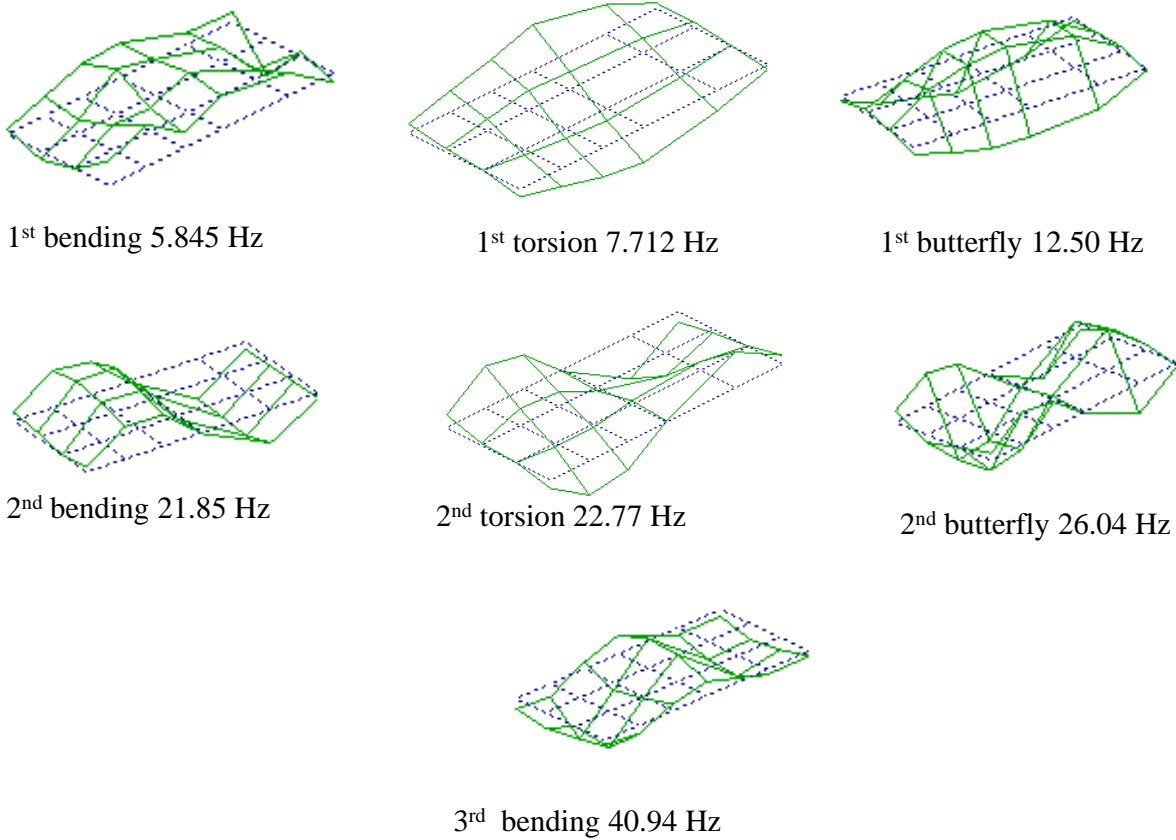 1st bending 5.845 Hz
1st torsion 7.712 Hz
1st butterfly 12.50 Hz
2nd bending 21.85 Hz
2nd torsion 22.77 Hz
2nd butterfly 26.04 Hz
3rd bending 40.94 Hz